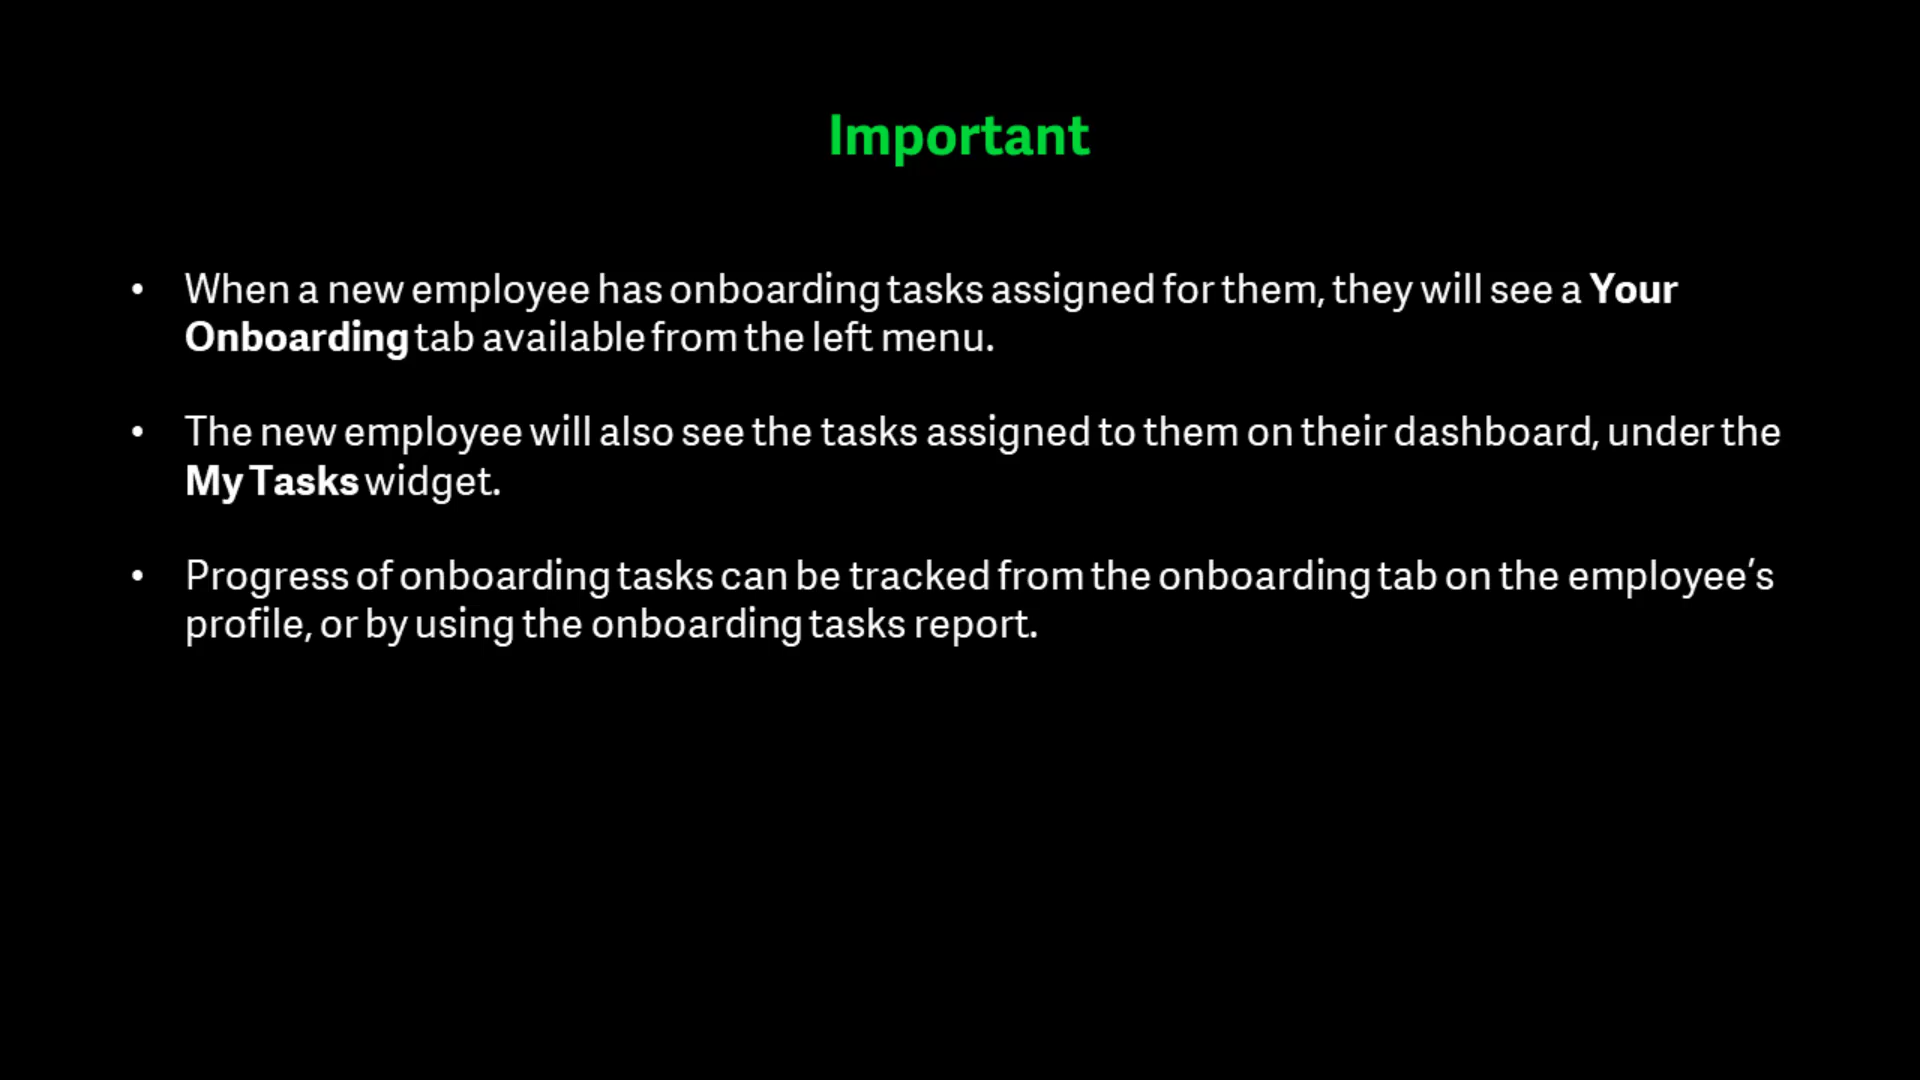 Important
• When a new employee has onboarding tasks assigned for them, they will see a Your
Onboarding tab available from the left menu.
• The new employee will also see the tasks assigned to them on their dashboard, under the
My Tasks widget.
• Progress of onboarding tasks can be tracked from the onboarding tab on the employee’s
profile, or by using the onboarding tasks report.